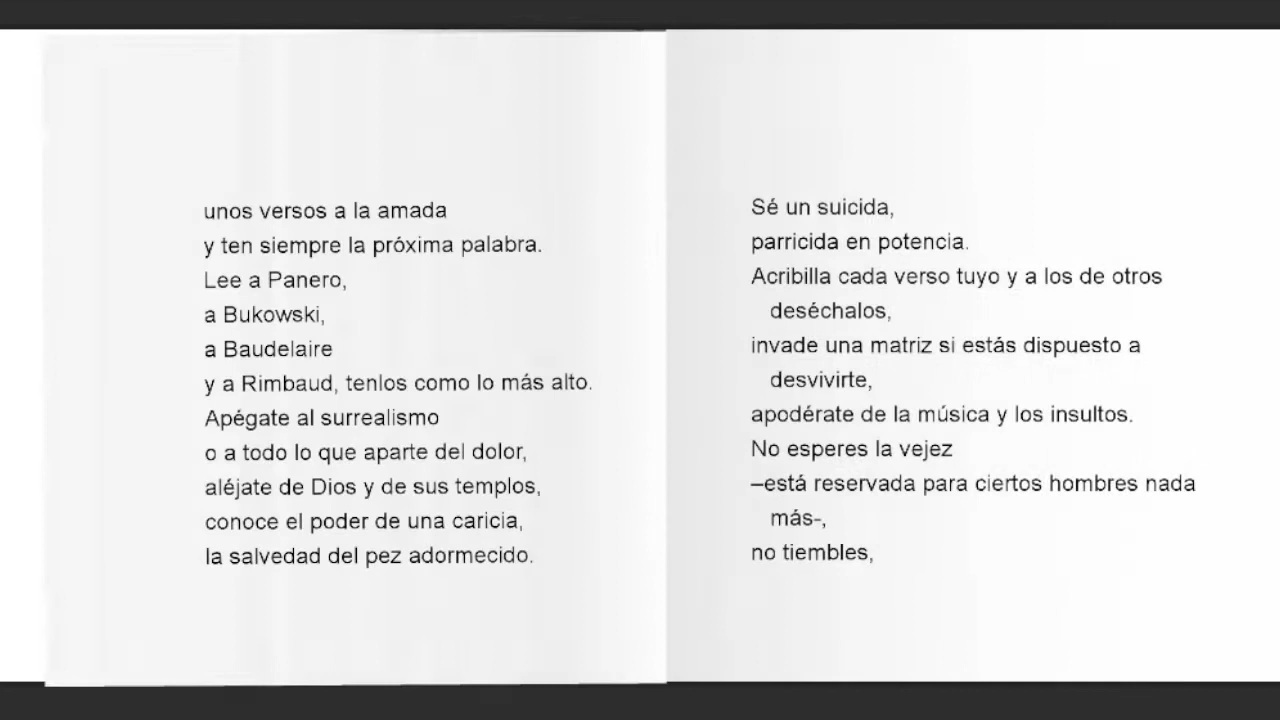 unos versos a la amada
y ten siempre la próxima palabra.
Lee a Panero,
a Bukowski,
a Baudelaire
y a Rimbaud, tenlos como lo más alto.
Apégate al surrealismo
o a todo lo que aparte del dolor,
aléjate de Dios y de sus templos,
conoce el poder de una caricia,
la salvedad del pez adormecido.
Sé un suicida,
parricida en potencia.
Acribilla cada verso tuyo y a los de otros
deséchalos,
invade una matriz si estás dispuesto a
desvivirte,
apodérate de la música y los insultos.
No esperes la vejez
–está reservada para ciertos hombres nada
más-,
no tiembles,